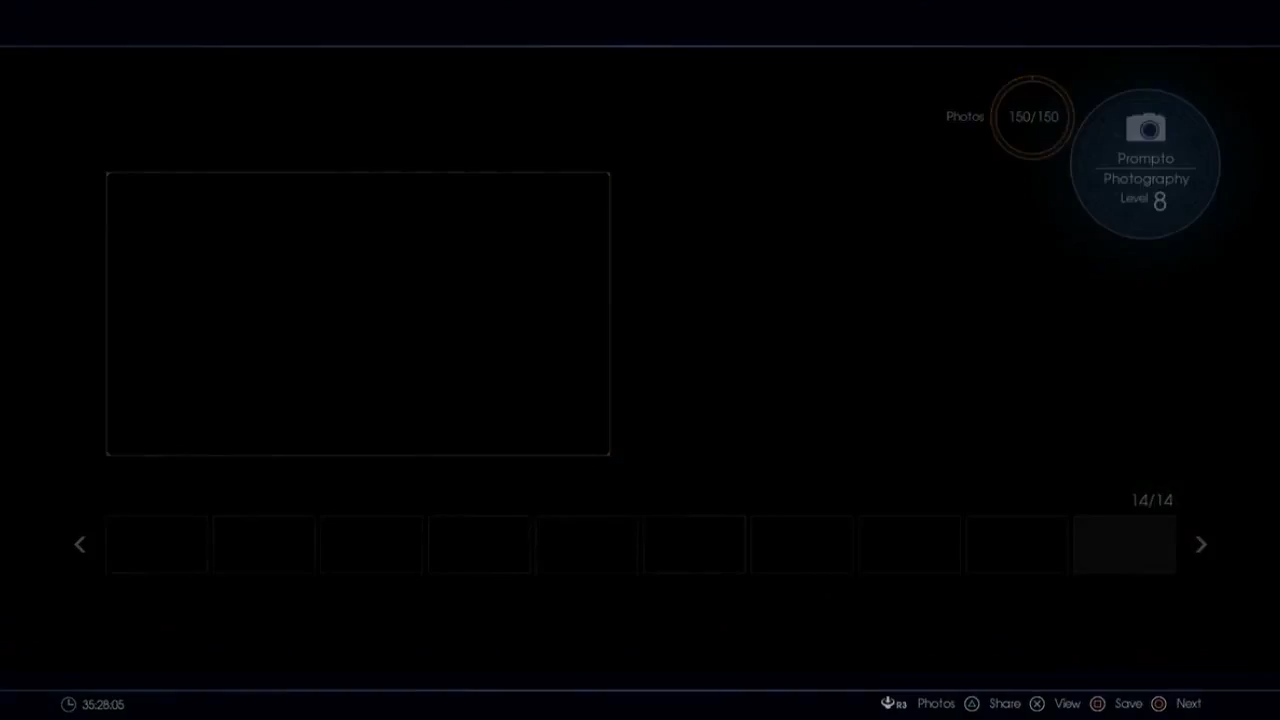 Photos 150/150
Prompto
Photography
Level 8
14/14
35:28:05
R3 Photos Share View Save Next